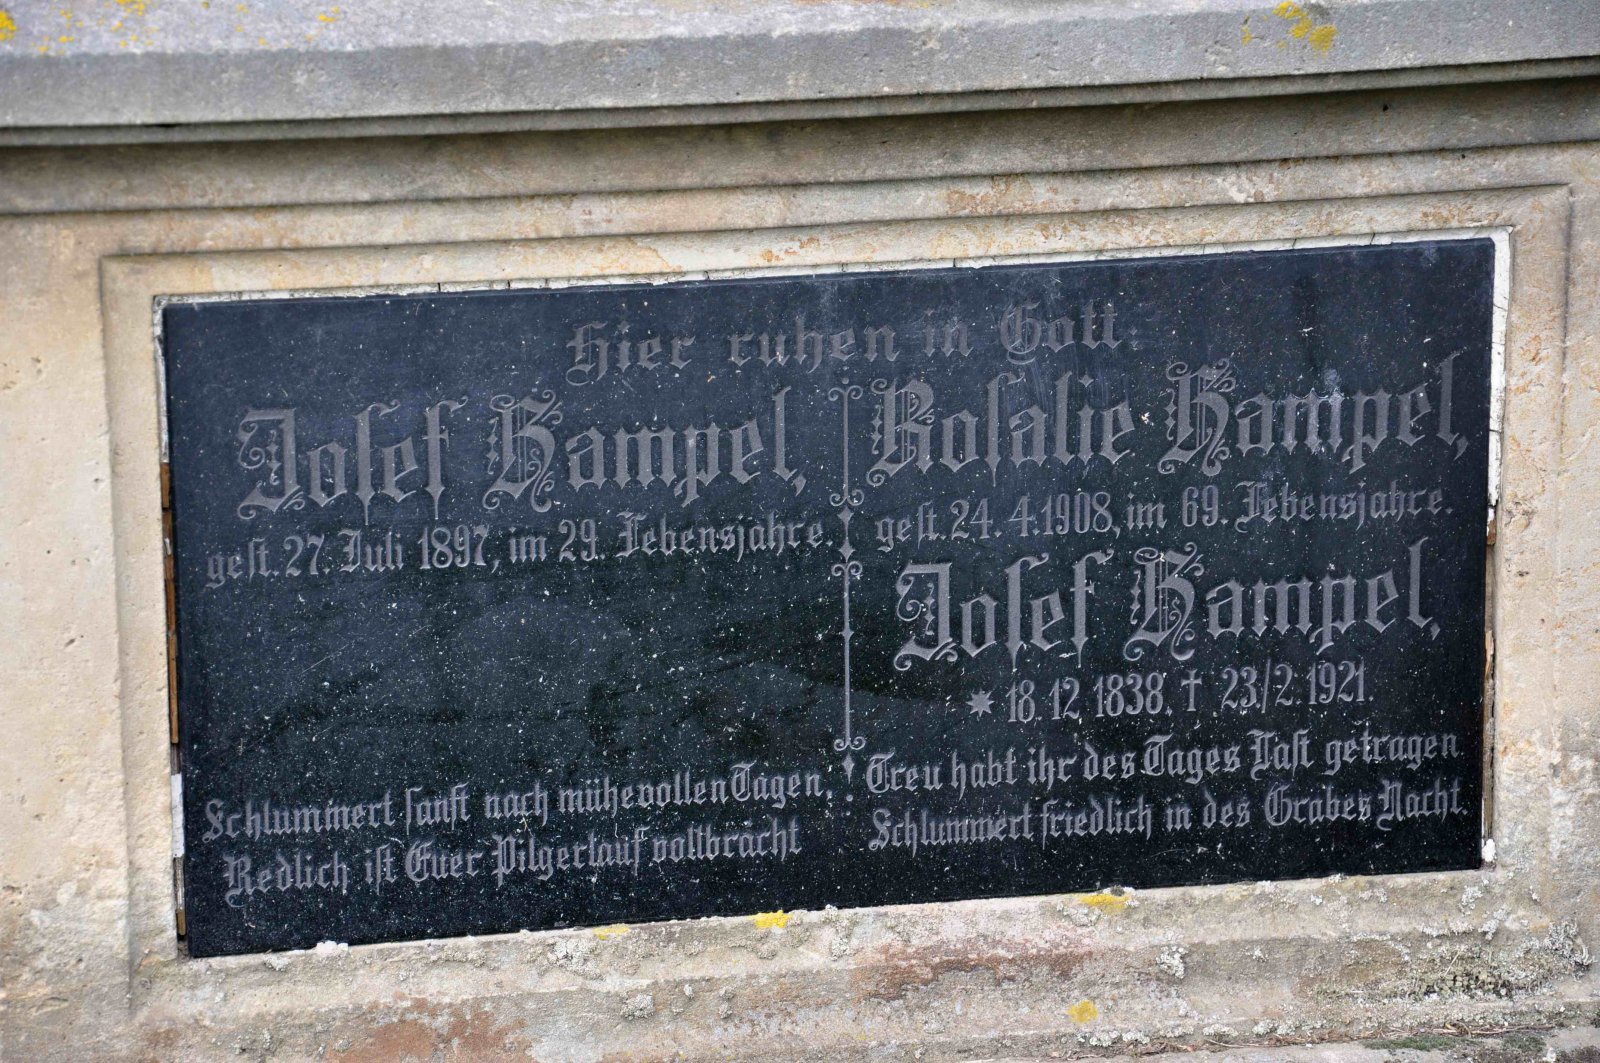 Hier ruhen in Gott
Josef Hampel,
gest. 27. Juli 1897, im 29. Lebensjahre.
Schlummert sanft nach mühevollen Tagen,
Redlich ist Euer Pilgerlauf vollbracht
Rosalie Hampel,
gest. 24. 4. 1908, im 69. Lebensjahre.
Josef Hampel,
* 18. 12 1838. † 23./2. 1921.
Treu habt ihr des Tages Last getragen
Schlummert friedlich in des Grabes Nacht.